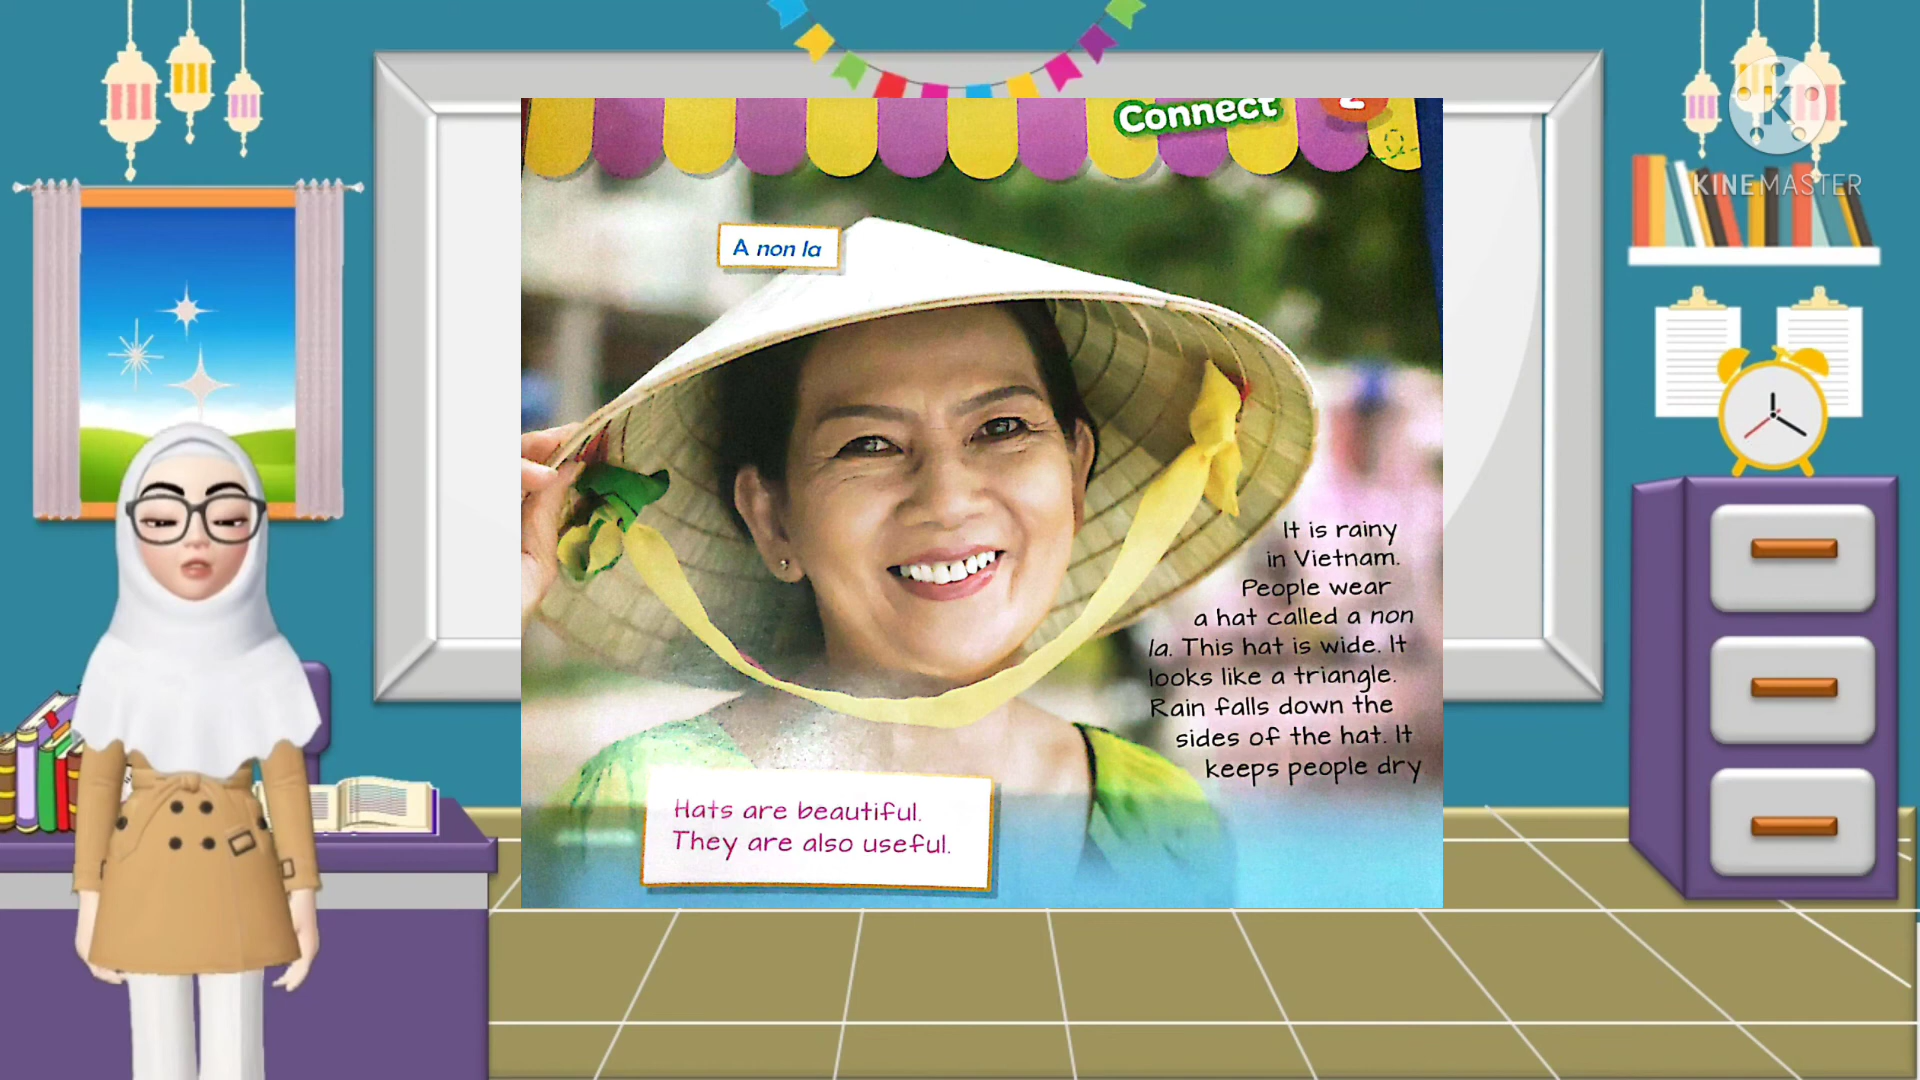 Connect
2
KINEMASTER
A non la
It is rainy
in Vietnam.
People wear
a hat called a non
la. This hat is wide. It
looks like a triangle.
Rain falls down the
sides of the hat. It
keeps people dry
Hats are beautiful.
They are also useful.